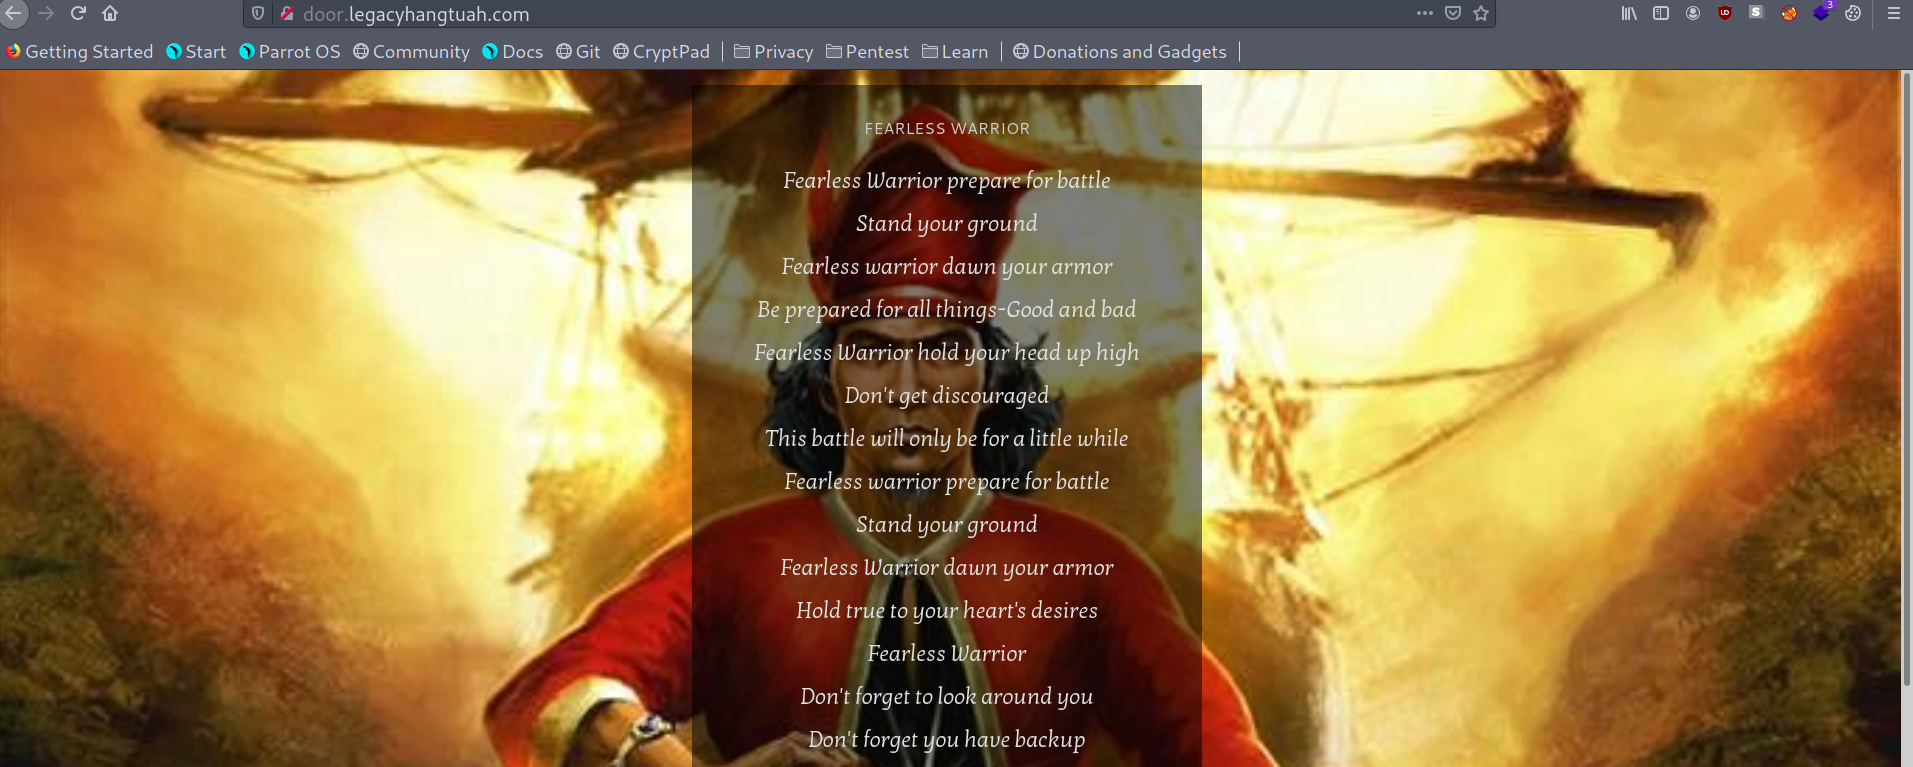 door.legacyhangtuah.com
3
Getting Started Start Parrot OS Community Docs Git CryptPad Privacy Pentest Learn Donations and Gadgets
FEARLESS WARRIOR
Fearless Warrior prepare for battle
Stand your ground
Fearless warrior dawn your armor
Be prepared for all things-Good and bad
Fearless Warrior hold your head up high
Don't get discouraged
This battle will only be for a little while
Fearless warrior prepare for battle
Stand your ground
Fearless Warrior dawn your armor
Hold true to your heart's desires
Fearless Warrior
Don't forget to look around you
Don't forget you have backup